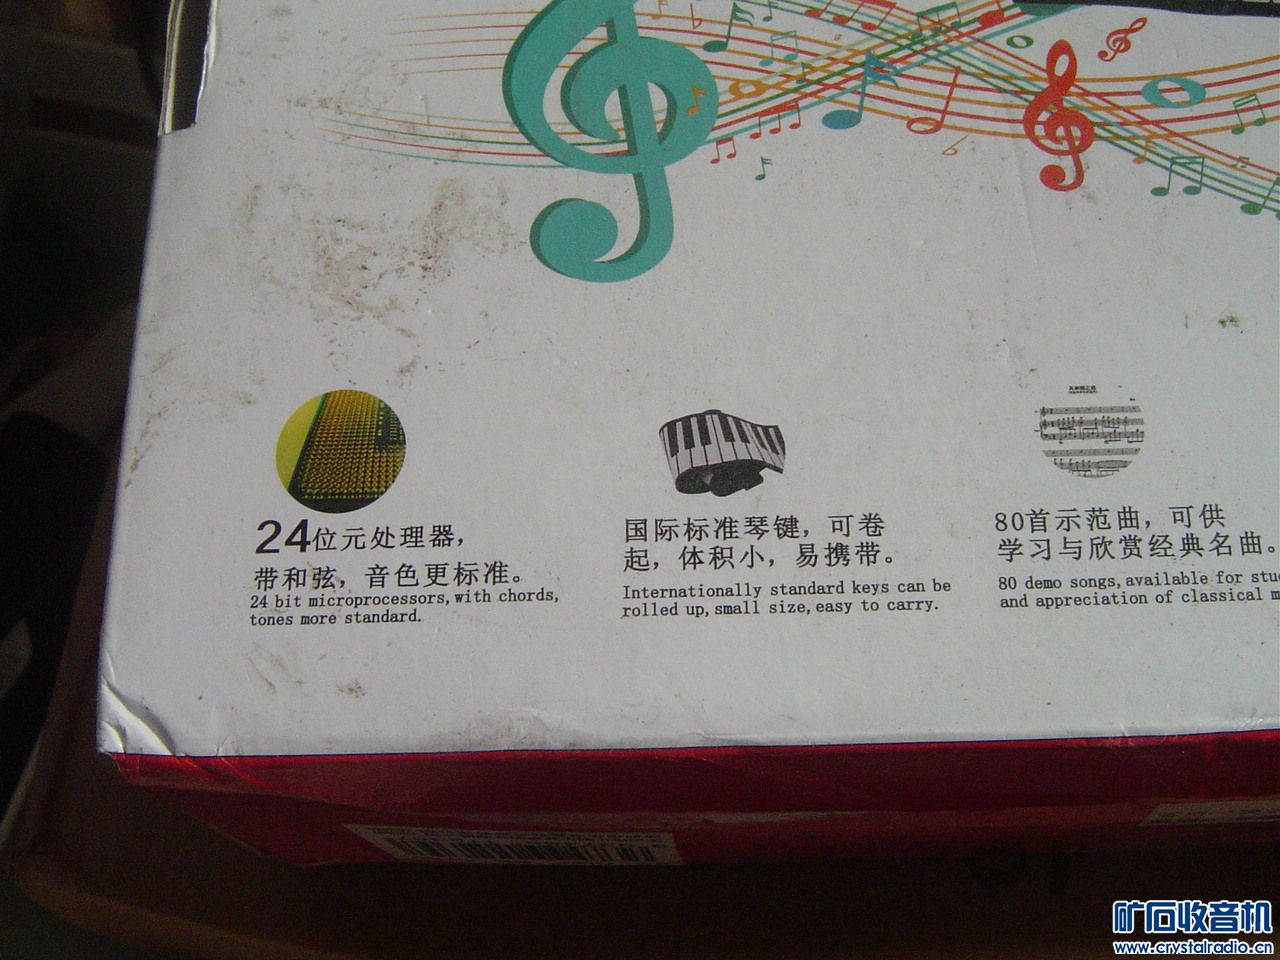 24位元处理器，
带和弦，音色更标准。
24 bit microprocessors, with chords,
tones more standard.
国际标准琴键，可卷
起，体积小，易携带。
Internationally standard keys can be
rolled up, small size, easy to carry.
80首示范曲，可供
学习与欣赏经典名曲。
80 demo songs, available for
and appreciation of classical
矿石收音机
www.crystalradio.cn